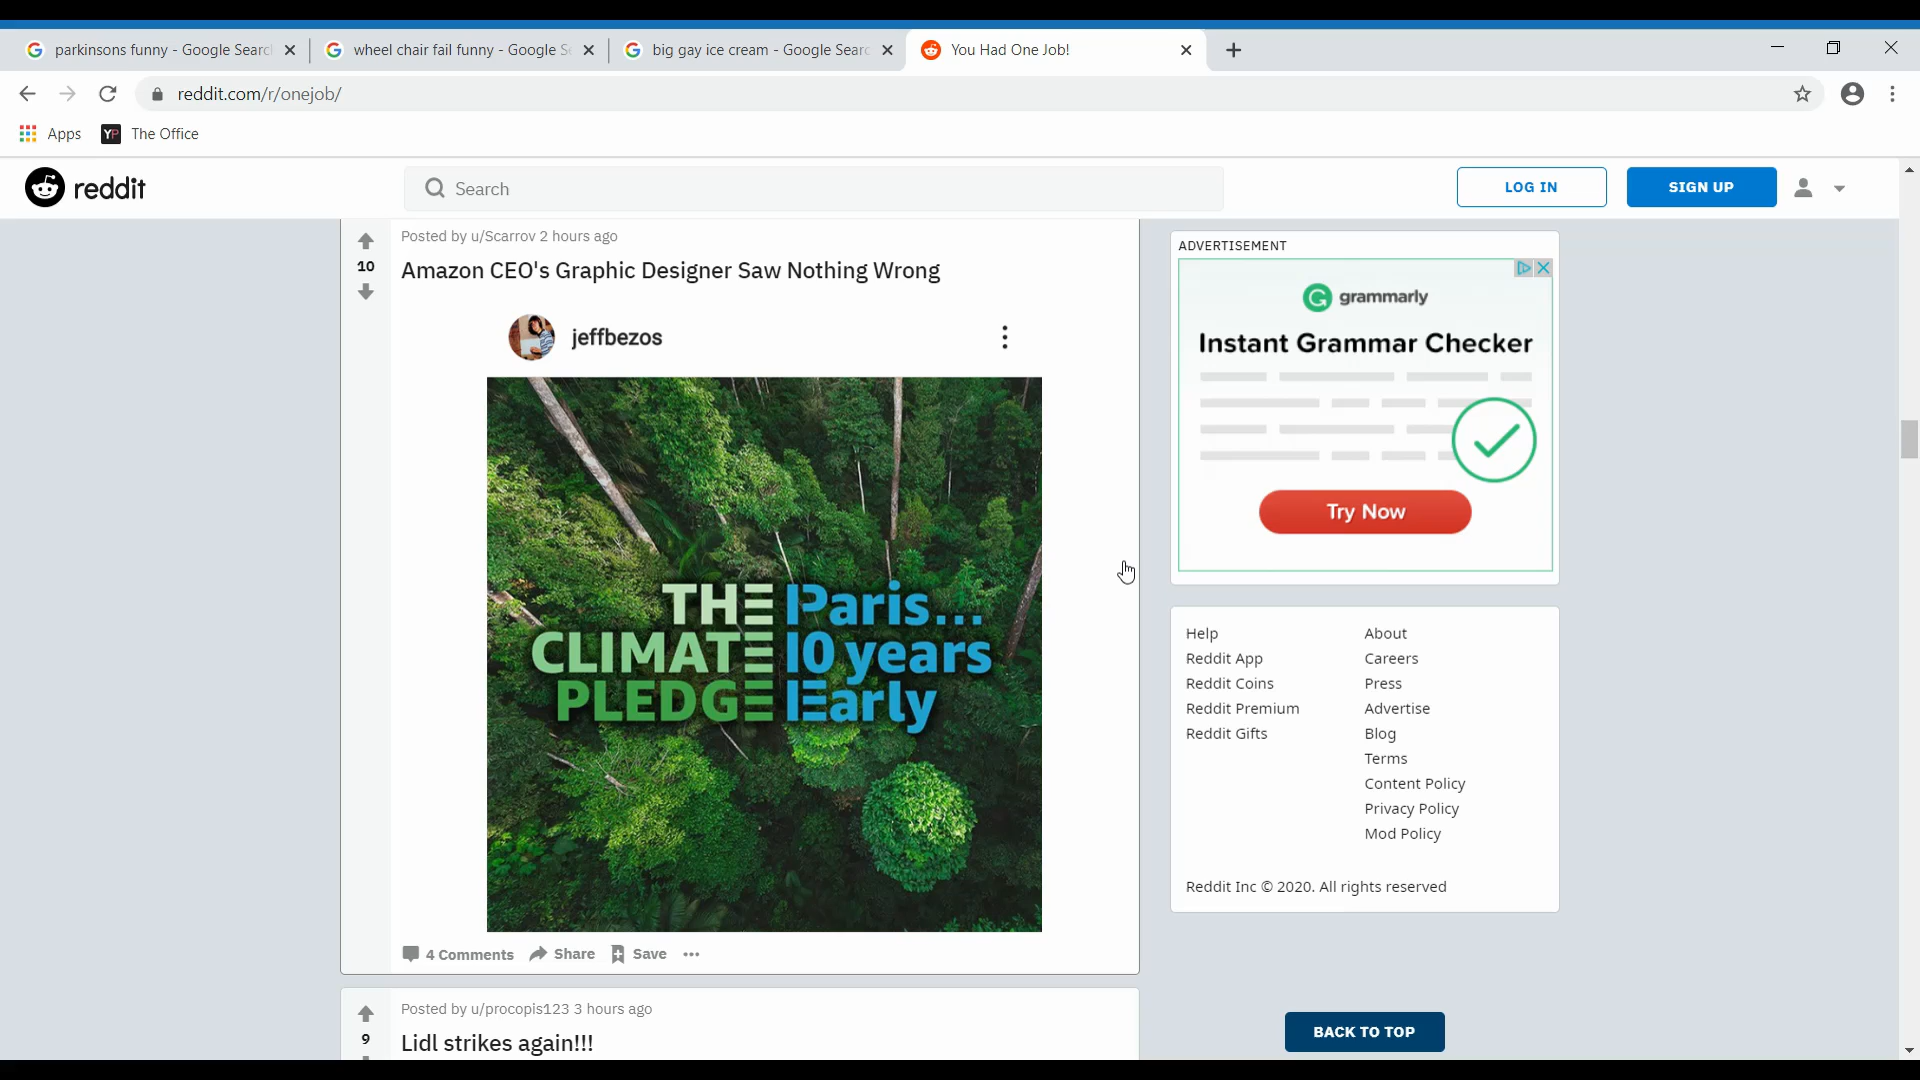 parkinsons funny - Google Searc
wheel chair fail funny - Google S
big gay ice cream - Google Searc
You Had One Job!
reddit.com/r/onejob/
Apps
YP The Office
reddit
Search
LOG IN
SIGN UP
Posted by u/Scarrov 2 hours ago
10
Amazon CEO's Graphic Designer Saw Nothing Wrong
jeffbezos
THE Paris...
CLIMATE 10 years
PLEDGE Early
4 Comments
Share
Save
Posted by u/procopis123 3 hours ago
9
Lidl strikes again!!!
ADVERTISEMENT
grammarly
Instant Grammar Checker
Try Now
Help
Reddit App
Reddit Coins
Reddit Premium
Reddit Gifts
About
Careers
Press
Advertise
Blog
Terms
Content Policy
Privacy Policy
Mod Policy
Reddit Inc © 2020. All rights reserved
BACK TO TOP